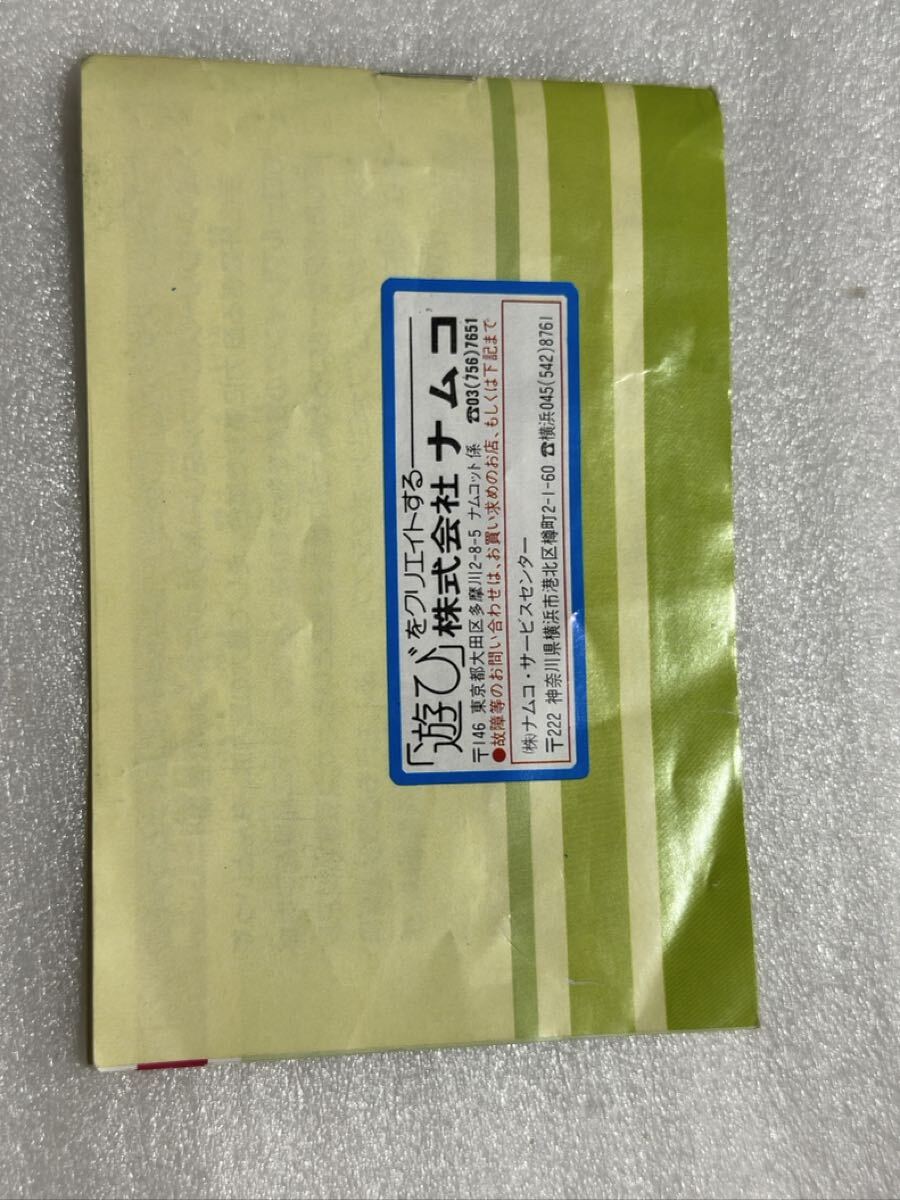 「遊び」をクリエイトする
株式会社ナムコ
〒146 東京都大田区多摩川2-8-5 ナムコット係 ☎03(756)7651
●故障等のお問い合わせは、お買い求めのお店、もしくは下記まで
(株)ナムコ・サービスセンター
〒222 神奈川県横浜市港北区樽町2-1-60 ☎横浜045(542)8761